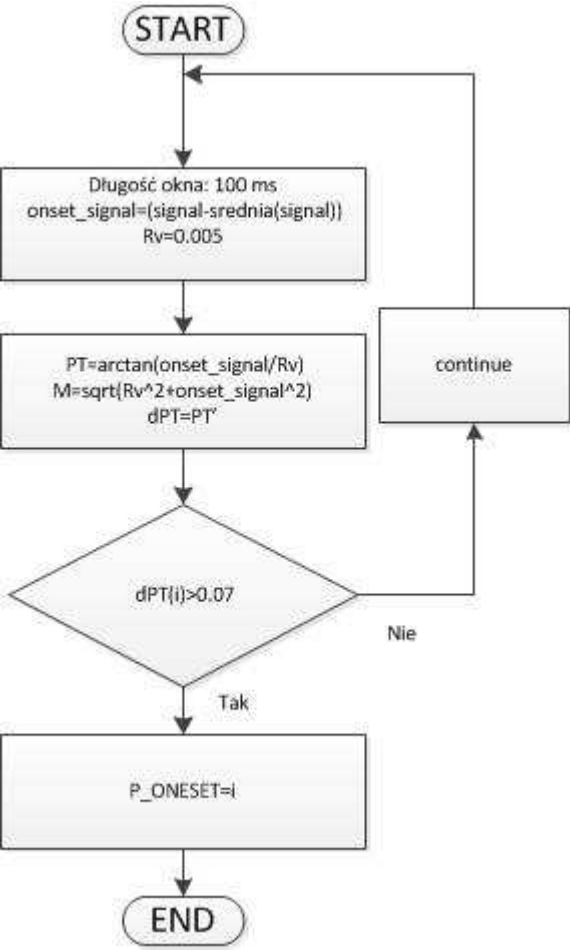 START
Długość okna: 100 ms
onset_signal=(signal-srednia(signal))
Rv=0.005
PT=arctan(onset_signal/Rv)
M=sqrt(Rv^2+onset_signal^2)
dPT=PT'
continue
dPT(i)>0.07
Nie
Tak
P_ONESET=i
END